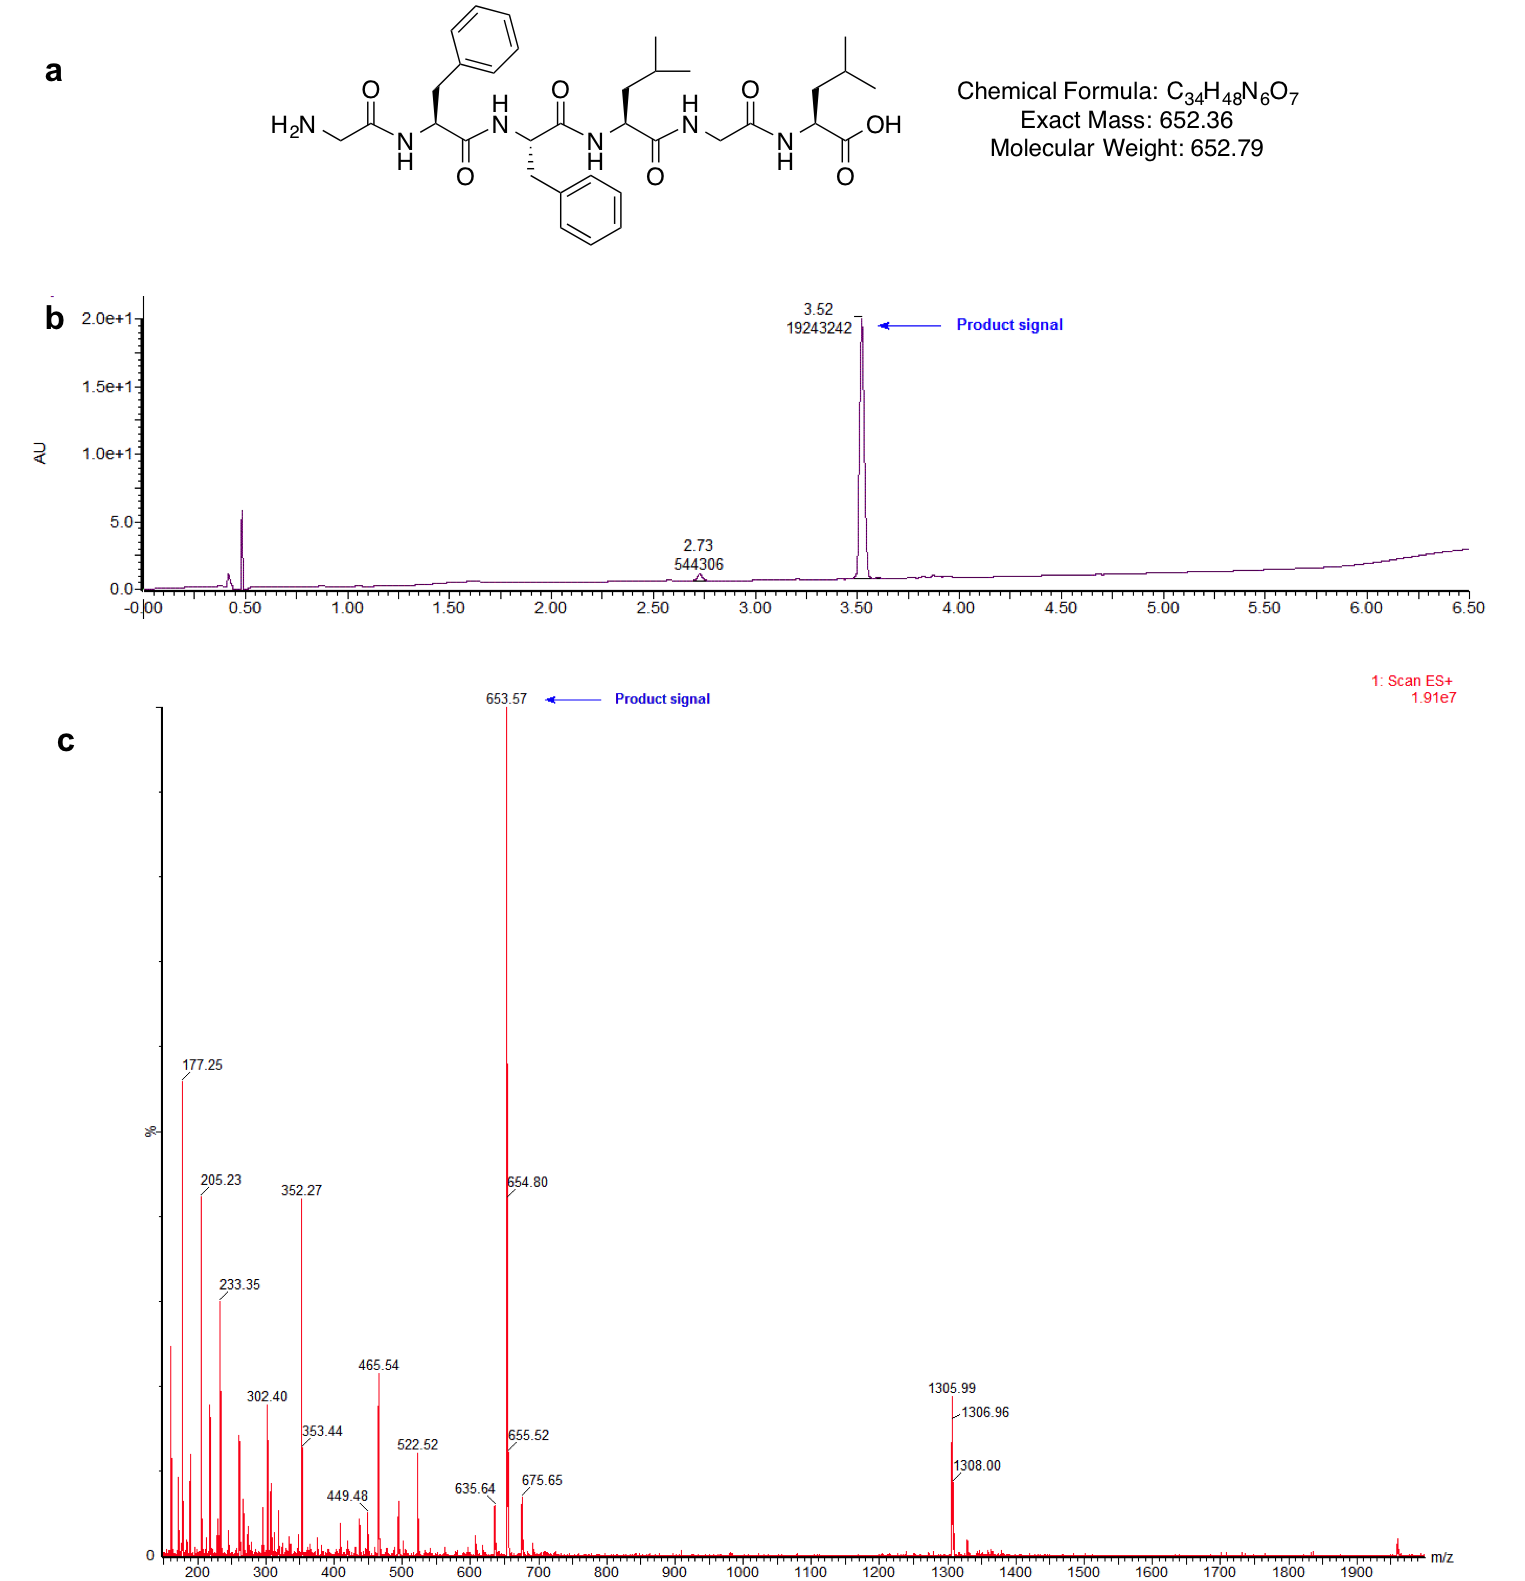 a
O
H
N
O
H
N
O
H2N
N
H
O
N
H
O
N
H
OH
O
Chemical Formula: C34H48N6O7
Exact Mass: 652.36
Molecular Weight: 652.79
b
AU
2.0e+1
1.5e+1
1.0e+1
5.0
0.0
3.52
19243242
Product signal
2.73
544306
-0.00 0.50 1.00 1.50 2.00 2.50 3.00 3.50 4.00 4.50 5.00 5.50 6.00 6.50
1: Scan ES+
1.91e7
c
653.57
Product signal
177.25
%
205.23
352.27
654.80
233.35
465.54
302.40
1305.99
1306.96
353.44
522.52
655.52
1308.00
449.48
635.64
675.65
0
m/z
200 300 400 500 600 700 800 900 1000 1100 1200 1300 1400 1500 1600 1700 1800 1900